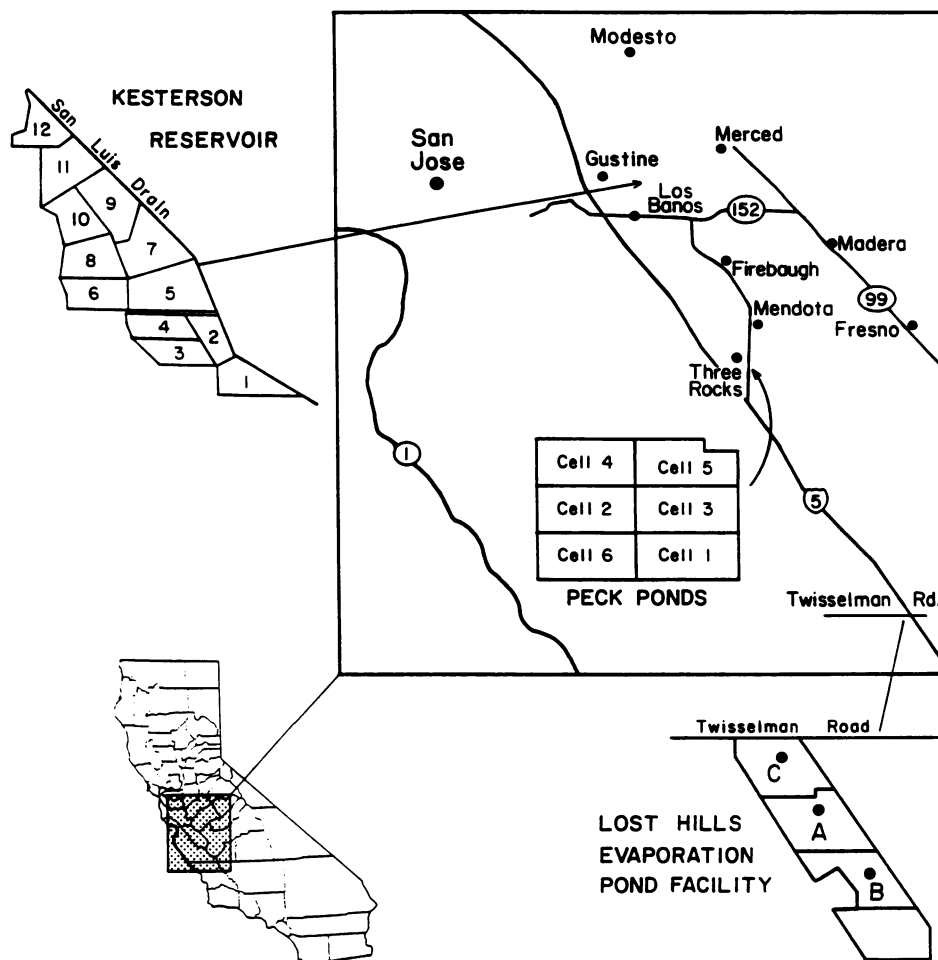 KESTERSON
RESERVOIR
San Luis Drain
12
11
9
10
7
8
6
5
4
2
3
1
Modesto
San
Jose
Merced
Gustine
Los
Banos
152
Madera
Firebaugh
99
Mendota
Fresno
Three
Rocks
1
Cell 4
Cell 5
Cell 2
Cell 3
Cell 6
Cell 1
PECK PONDS
5
Twisselman Rd.
Twisselman Road
C
A
B
LOST HILLS
EVAPORATION
POND FACILITY